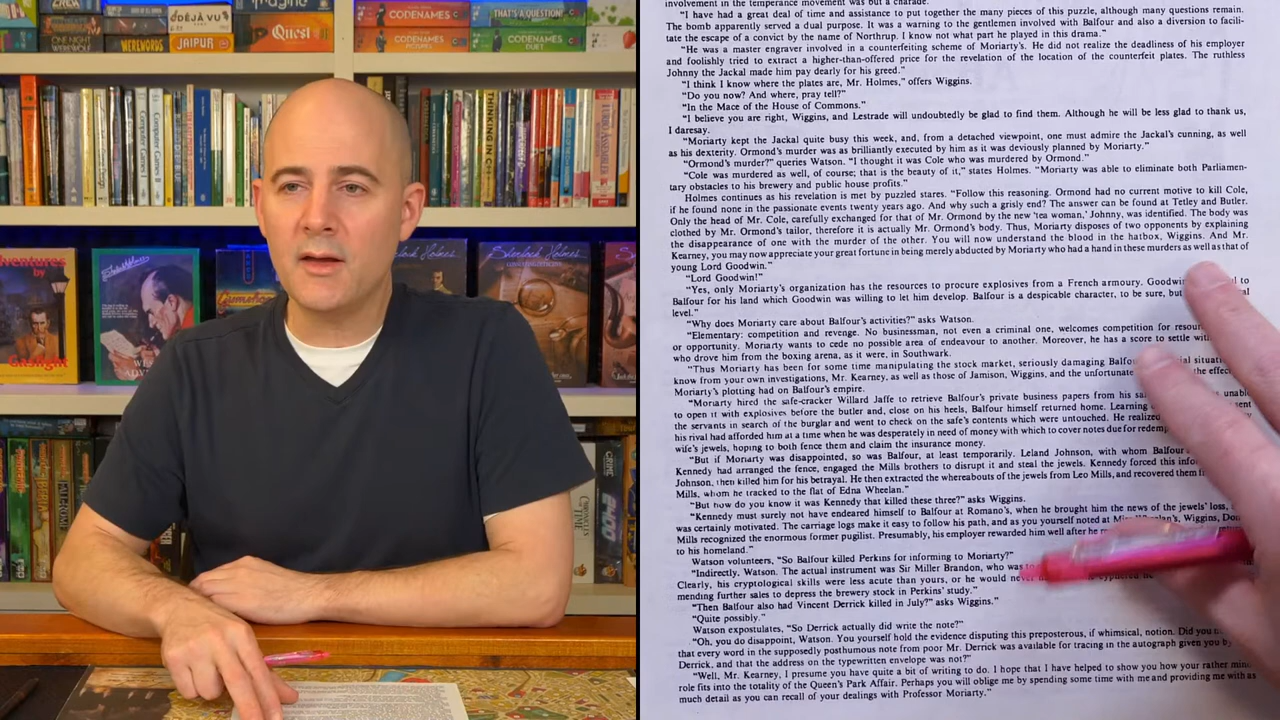 imagine
DÉJÀ VU
Quest
ONE NIGHT
WEREWORDS
JAIPUR
CODENAMES
THAT'S A QUESTION!
CODENAMES
PICTURES
CODENAMES
DUET
Computer Gamer I
Computer Games II
THINKING IN C++
TURBO ASSEMBLER
ventures
by
Gaslight
Sherlock Holmes
Gumshoe
Sherlock Holmes
CONSULTING DETECTIVE
CHRONICLES
OF CRIME
involvement in the temperance movement was but a charade.
"I have had a great deal of time and assistance to put together the many pieces of this puzzle, although many questions remain.
The bomb apparently served a dual purpose. It was a warning to the gentlemen involved with Balfour and also a diversion to facili-
tate the escape of a convict by the name of Northrup. I know not what part he played in this drama."
"He was a master engraver involved in a counterfeiting scheme of Moriarty's. He did not realize the deadliness of his employer
and foolishly tried to extract a higher-than-offered price for the revelation of the location of the counterfeit plates. The ruthless
Johnny the Jackal made him pay dearly for his greed."
"I think I know where the plates are, Mr. Holmes," offers Wiggins.
"Do you now? And where, pray tell?"
"In the Mace of the House of Commons."
"I believe you are right, Wiggins, and Lestrade will undoubtedly be glad to find them. Although he will be less glad to thank us,
I daresay.
"Moriarty kept the Jackal quite busy this week, and, from a detached viewpoint, one must admire the Jackal's cunning, as well
as his dexterity. Ormond's murder was as brilliantly executed by him as it was deviously planned by Moriarty."
"Ormond's murder?" queries Watson. "I thought it was Cole who was murdered by Ormond."
"Cole was murdered as well, of course; that is the beauty of it," states Holmes. "Moriarty was able to eliminate both Parliamen-
tary obstacles to his brewery and public house profits."
Holmes continues as his revelation is met by puzzled stares. "Follow this reasoning. Ormond had no current motive to kill Cole,
if he found none in the passionate events twenty years ago. And why such a grisly end? The answer can be found at Tetley and Butler.
Only the head of Mr. Cole, carefully exchanged for that of Mr. Ormond by the new 'tea woman,' Johnny, was identified. The body was
clothed by Mr. Ormond's tailor, therefore it is actually Mr. Ormond's body. Thus, Moriarty disposes of two opponents by explaining
the disappearance of one with the murder of the other. You will now understand the blood in the hatbox, Wiggins. And Mr.
Kearney, you may now appreciate your great fortune in being merely abducted by Moriarty who had a hand in these murders as well as that of
young Lord Goodwin."
"Lord Goodwin!"
"Yes, only Moriarty's organization has the resources to procure explosives from a French armoury. Goodwin to
Balfour for his land which Goodwin was willing to let him develop. Balfour is a despicable character, to be sure, but
level."
"Why does Moriarty care about Balfour's activities?" asks Watson.
"Elementary: competition and revenge. No businessman, not even a criminal one, welcomes competition for
or opportunity. Moriarty wants to cede no possible area of endeavour to another. Moreover, he has a score to settle
who drove him from the boxing arena, as it were, in Southwark.
"Thus Moriarty has been for some time manipulating the stock market, seriously damaging
know from your own investigations, Mr. Kearney, as well as those of Jamison, Wiggins, and the unfortunate the
Moriarty's plotting had on Balfour's empire.
"Moriarty hired the safe-cracker Willard Jaffe to retrieve Balfour's private business papers from his
to open it with explosives before the butler and, close on his heels, Balfour himself returned home. Learning
the servants in search of the burglar and went to check on the safe's contents which were untouched. He realized
his rival had afforded him at a time when he was desperately in need of money with which to cover notes due for
wife's jewels, hoping to both fence them and claim the insurance money.
"But if Moriarty was disappointed, so was Balfour, at least temporarily. Leland Johnson, with whom Balfour
Kennedy had arranged the fence, engaged the Mills brothers to disrupt it and steal the jewels. Kennedy forced this
Johnson, then killed him for his betrayal. He then extracted the whereabouts of the jewels from Leo Mills, and recovered them
Mills, whom he tracked to the flat of Edna Wheelan."
"But how do you know it was Kennedy that killed these three?" asks Wiggins.
"Kennedy must surely not have endeared himself to Balfour at Romano's, when he brought him the news of the jewels' loss,
was certainly motivated. The carriage logs make it easy to follow his path, and as you yourself noted at Wiggins,
Mills recognized the enormous former pugilist. Presumably, his employer rewarded him well after he
to his homeland."
Watson volunteers, "So Balfour killed Perkins for informing to Moriarty?"
"Indirectly, Watson. The actual instrument was Sir Miller Brandon, who was
Clearly, his cryptological skills were less acute than yours, or he would
mending further sales to depress the brewery stock in Perkins' study."
"Then Balfour also had Vincent Derrick killed in July?" asks Wiggins."
"Quite possibly."
Watson expostulates, "So Derrick actually did write the note?"
"Oh, you do disappoint, Watson. You yourself hold the evidence disputing this preposterous, if whimsical, notion. Did you
that every word in the supposedly posthumous note from poor Mr. Derrick was available for tracing in the autograph given you by
Derrick, and that the address on the typewritten envelope was not?"
"Well, Mr. Kearney, I presume you have quite a bit of writing to do. I hope that I have helped to show you how your rather
role fits into the totality of the Queen's Park Affair. Perhaps you will oblige me by spending some time with me and providing me with as
much detail as you can recall of your dealings with Professor Moriarty."